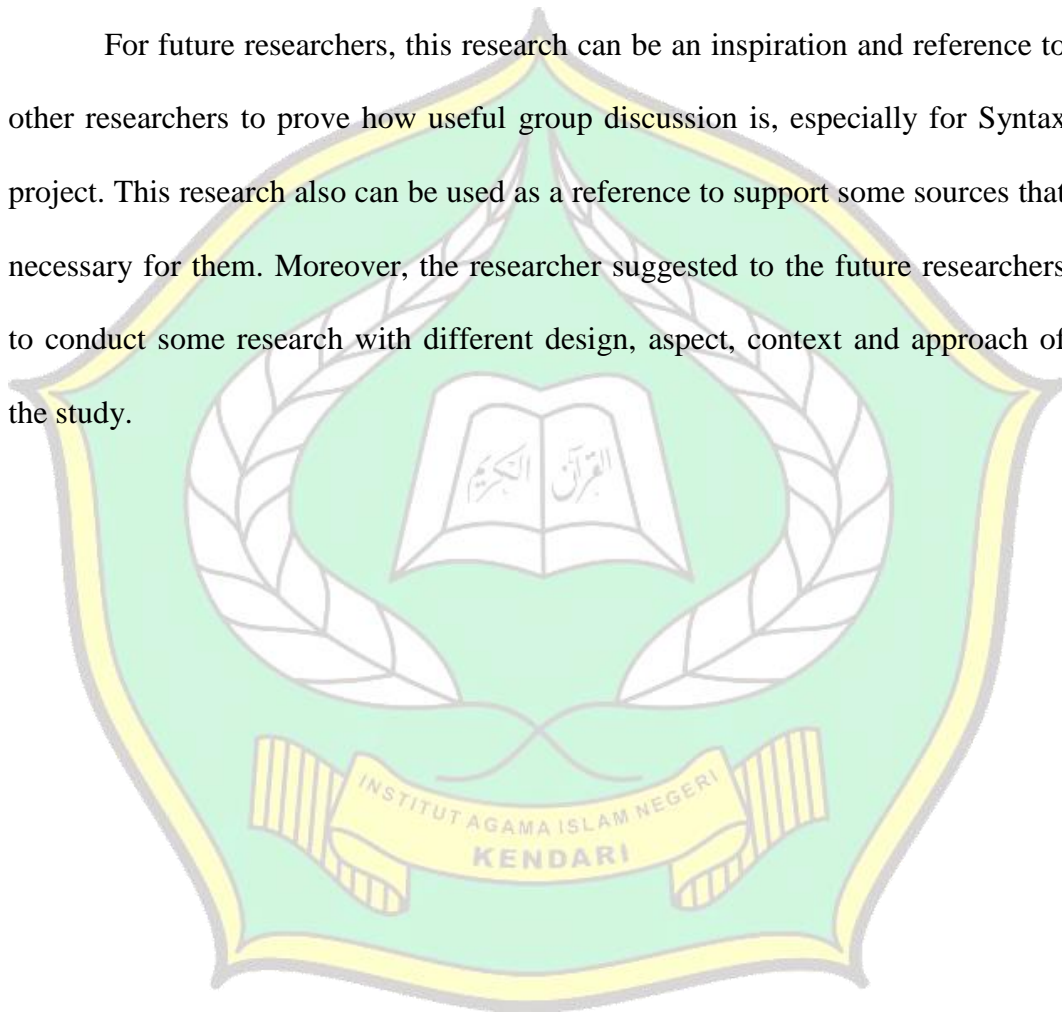 For future researchers, this research can be an inspiration and reference to
other researchers to prove how useful group discussion is, especially for Syntax
project. This research also can be used as a reference to support some sources that
necessary for them. Moreover, the researcher suggested to the future researchers
to conduct some research with different design, aspect, context and approach of
the study.
القرآن الكريم
INSTITUT AGAMA ISLAM NEGERI
KENDARI